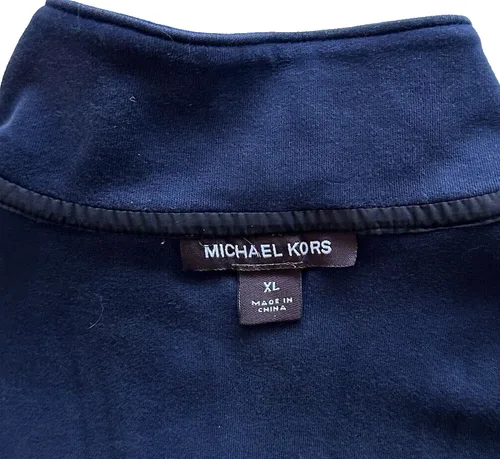 MICHAEL KORS
XL
MADE IN
CHINA